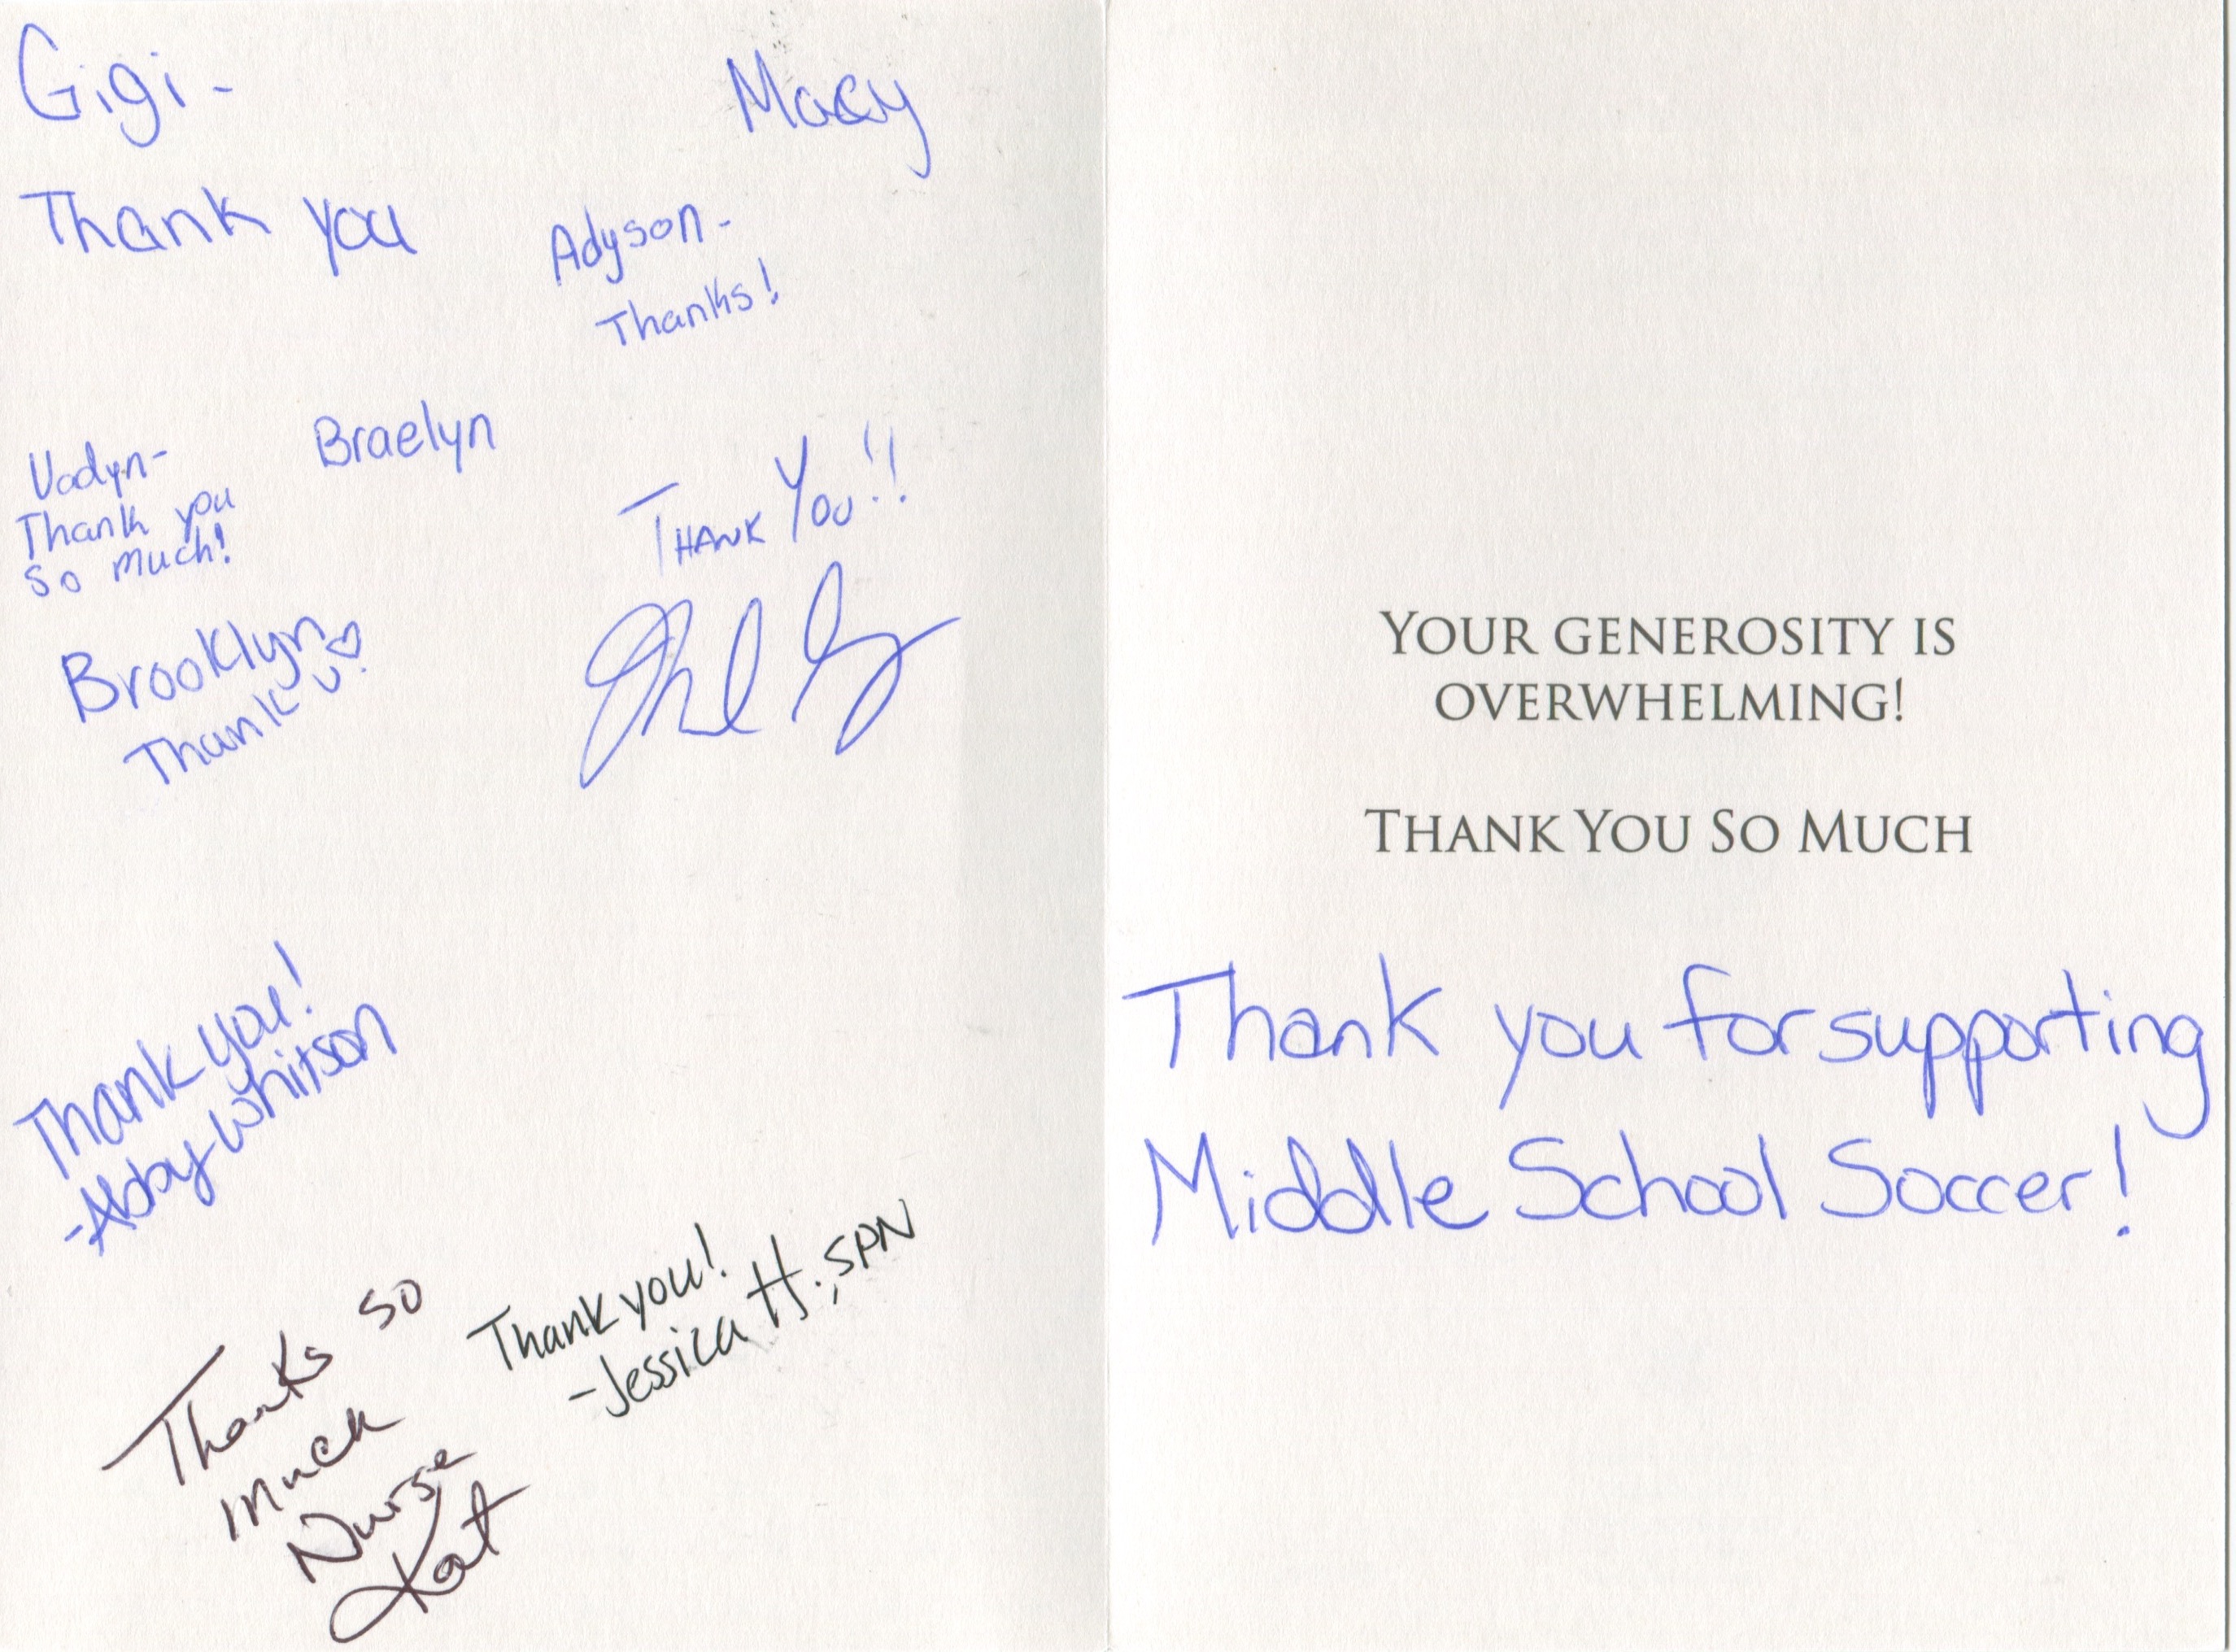 Gigi -
Thank you
Macy
Adyson -
Thanks!
Vadyn-
Thank you
so much!
Braelyn
THANK YOU!!
Brooklyn
Thank u ♡.
Thank you!
-Abby Whitson
Thanks so
much
Nurse
Kat
Thank you!
-Jessica H., SPN
YOUR GENEROSITY IS
OVERWHELMING!
THANK YOU SO MUCH
Thank you for supporting
Middle School Soccer!